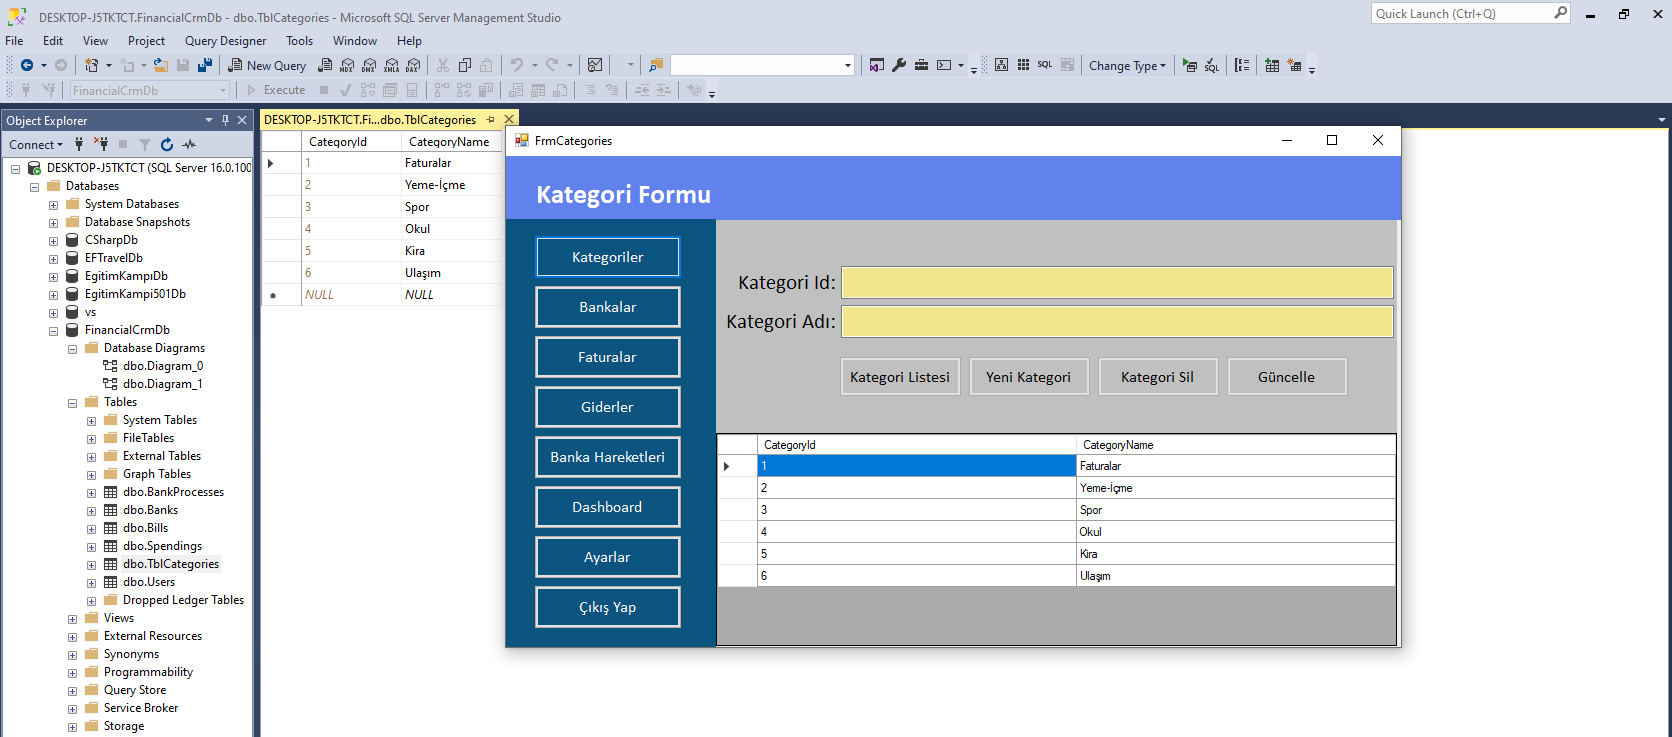 DESKTOP-J5TKTCT.FinancialCrmDb - dbo.TblCategories - Microsoft SQL Server Management Studio
Quick Launch (Ctrl+Q)
File Edit View Project Query Designer Tools Window Help
New Query MDX DMX XMLA DAX SQL Change Type SQL
FinancialCrmDb Execute
Object Explorer
Connect
DESKTOP-J5TKTCT (SQL Server 16.0.100
Databases
System Databases
Database Snapshots
CSharpDb
EFTravelDb
EgitimKampıDb
EgitimKampi501Db
vs
FinancialCrmDb
Database Diagrams
dbo.Diagram_0
dbo.Diagram_1
Tables
System Tables
FileTables
External Tables
Graph Tables
dbo.BankProcesses
dbo.Banks
dbo.Bills
dbo.Spendings
dbo.TblCategories
dbo.Users
Dropped Ledger Tables
Views
External Resources
Synonyms
Programmability
Query Store
Service Broker
Storage
DESKTOP-J5TKTCT.Fi...dbo.TblCategories
CategoryId CategoryName
1 Faturalar
2 Yeme-İçme
3 Spor
4 Okul
5 Kira
6 Ulaşım
NULL NULL
FrmCategories
Kategori Formu
Kategoriler
Bankalar
Faturalar
Giderler
Banka Hareketleri
Dashboard
Ayarlar
Çıkış Yap
Kategori Id:
Kategori Adı:
Kategori Listesi Yeni Kategori Kategori Sil Güncelle
CategoryId CategoryName
1 Faturalar
2 Yeme-İçme
3 Spor
4 Okul
5 Kira
6 Ulaşım